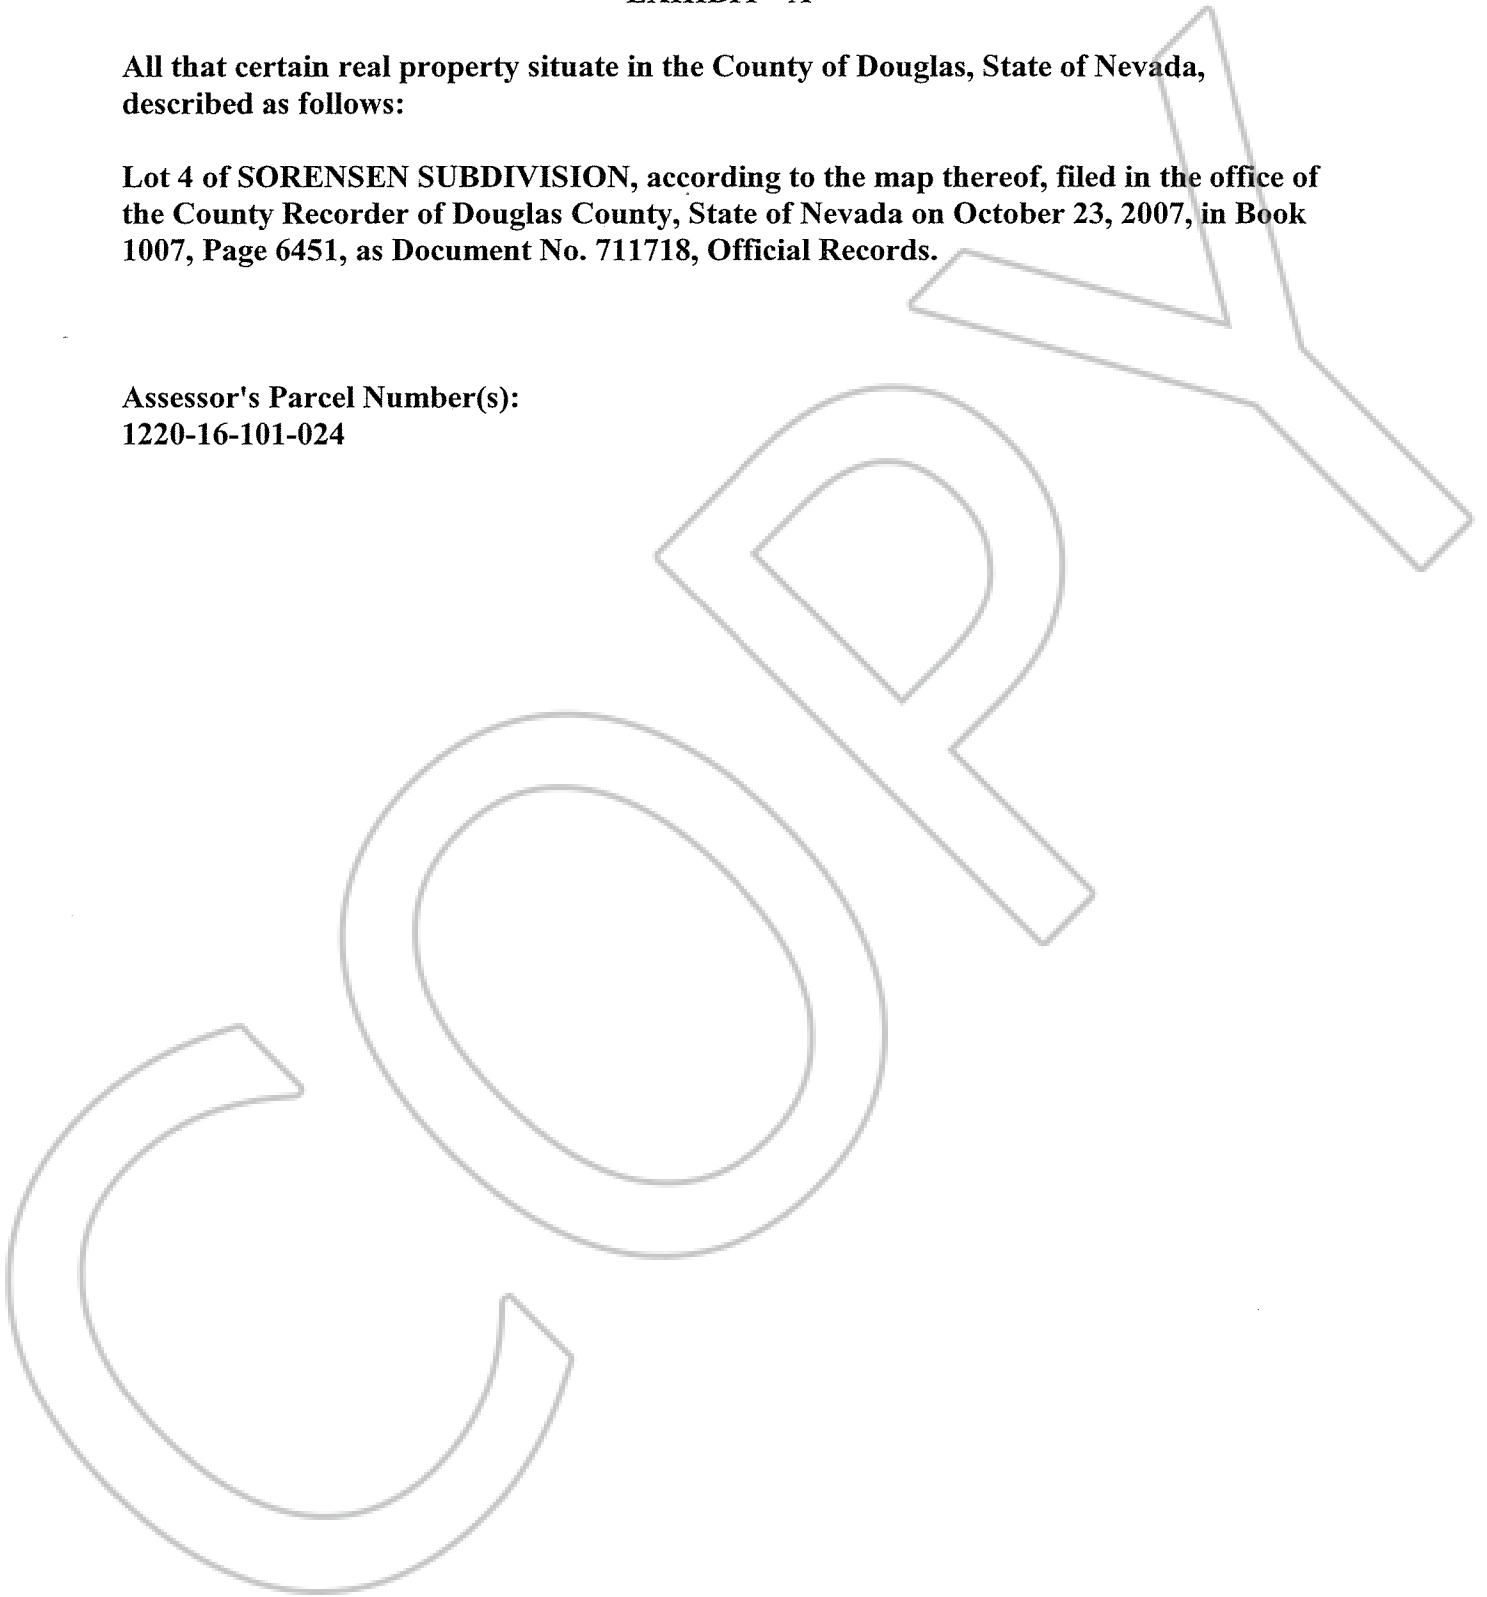 All that certain real property situate in the County of Douglas, State of Nevada,
described as follows:
Lot 4 of SORENSEN SUBDIVISION, according to the map thereof, filed in the office of
the County Recorder of Douglas County, State of Nevada on October 23, 2007, in Book
1007, Page 6451, as Document No. 711718, Official Records.
Assessor's Parcel Number(s):
1220-16-101-024
COPY